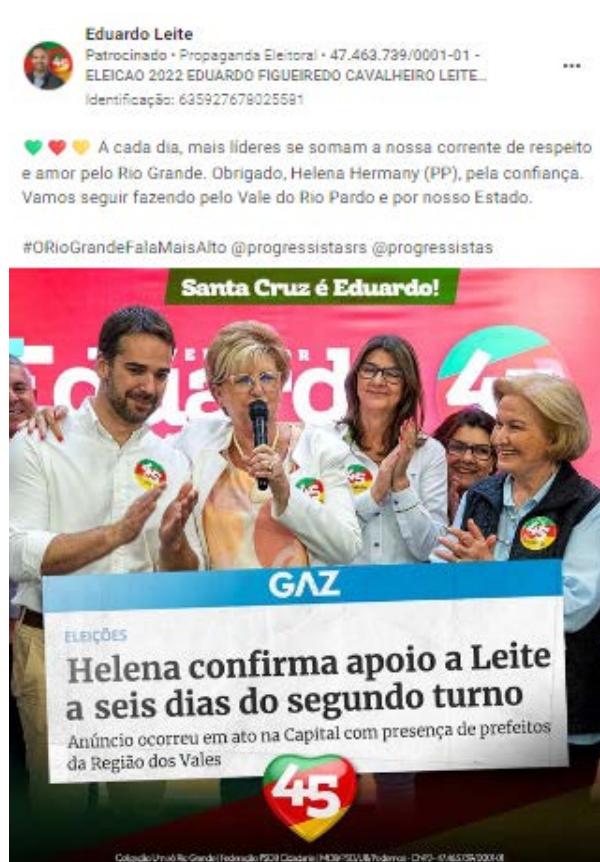 Eduardo Leite
Patrocinado • Propaganda Eleitoral • 47.463.739/0001-01 -
ELEICAO 2022 EDUARDO FIGUEIREDO CAVALHEIRO LEITE...
Identificação: 635927678025581
💚 ❤️ 💛 A cada dia, mais líderes se somam a nossa corrente de respeito
e amor pelo Rio Grande. Obrigado, Helena Hermany (PP), pela confiança.
Vamos seguir fazendo pelo Vale do Rio Pardo e por nosso Estado.
#ORioGrandeFalaMaisAlto @progressistasrs @progressistas
Santa Cruz é Eduardo!
45
45
45
45
GAZ
ELEIÇÕES
Helena confirma apoio a Leite
a seis dias do segundo turno
Anúncio ocorreu em ato na Capital com presença de prefeitos
da Região dos Vales
45